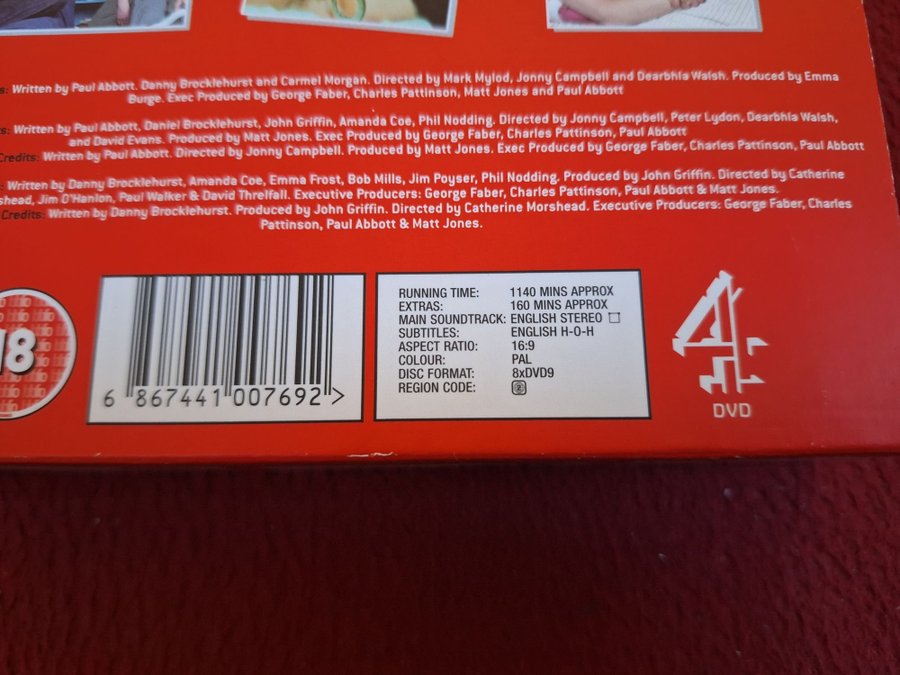 s: Written by Paul Abbott, Danny Brocklehurst and Carmel Morgan. Directed by Mark Mylod, Jonny Campbell and Dearbhla Walsh. Produced by Emma
Burge. Exec Produced by George Faber, Charles Pattinson, Matt Jones and Paul Abbott
ts: Written by Paul Abbott, Daniel Brocklehurst, John Griffin, Amanda Coe, Phil Nodding. Directed by Jonny Campbell, Peter Lydon, Dearbhla Walsh,
and David Evans. Produced by Matt Jones. Exec Produced by George Faber, Charles Pattinson, Paul Abbott
Credits: Written by Paul Abbott. Directed by Jonny Campbell. Produced by Matt Jones. Exec Produced by George Faber, Charles Pattinson, Paul Abbott
: Written by Danny Brocklehurst, Amanda Coe, Emma Frost, Bob Mills, Jim Poyser, Phil Nodding. Produced by John Griffin. Directed by Catherine
shead, Jim O'Hanlon, Paul Walker & David Threlfall. Executive Producers: George Faber, Charles Pattinson, Paul Abbott & Matt Jones.
Credits: Written by Danny Brocklehurst. Produced by John Griffin. Directed by Catherine Morshead. Executive Producers: George Faber, Charles
Pattinson, Paul Abbott & Matt Jones.
18
6 867441 007692 >
RUNNING TIME: 1140 MINS APPROX
EXTRAS: 160 MINS APPROX
MAIN SOUNDTRACK: ENGLISH STEREO
SUBTITLES: ENGLISH H-O-H
ASPECT RATIO: 16:9
COLOUR: PAL
DISC FORMAT: 8xDVD9
REGION CODE: 2
4
DVD